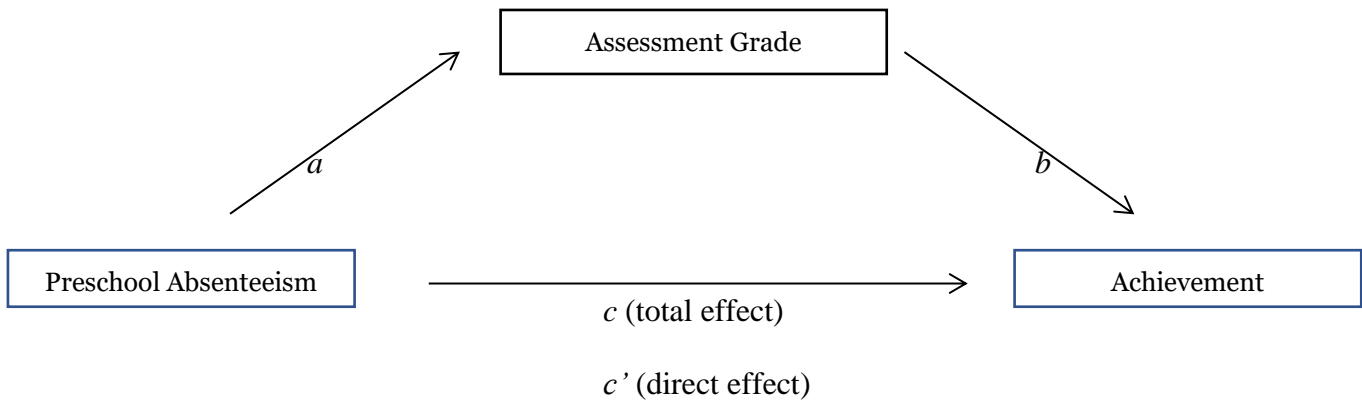 Assessment Grade
a
b
Preschool Absenteeism
Achievement
c (total effect)
c’ (direct effect)